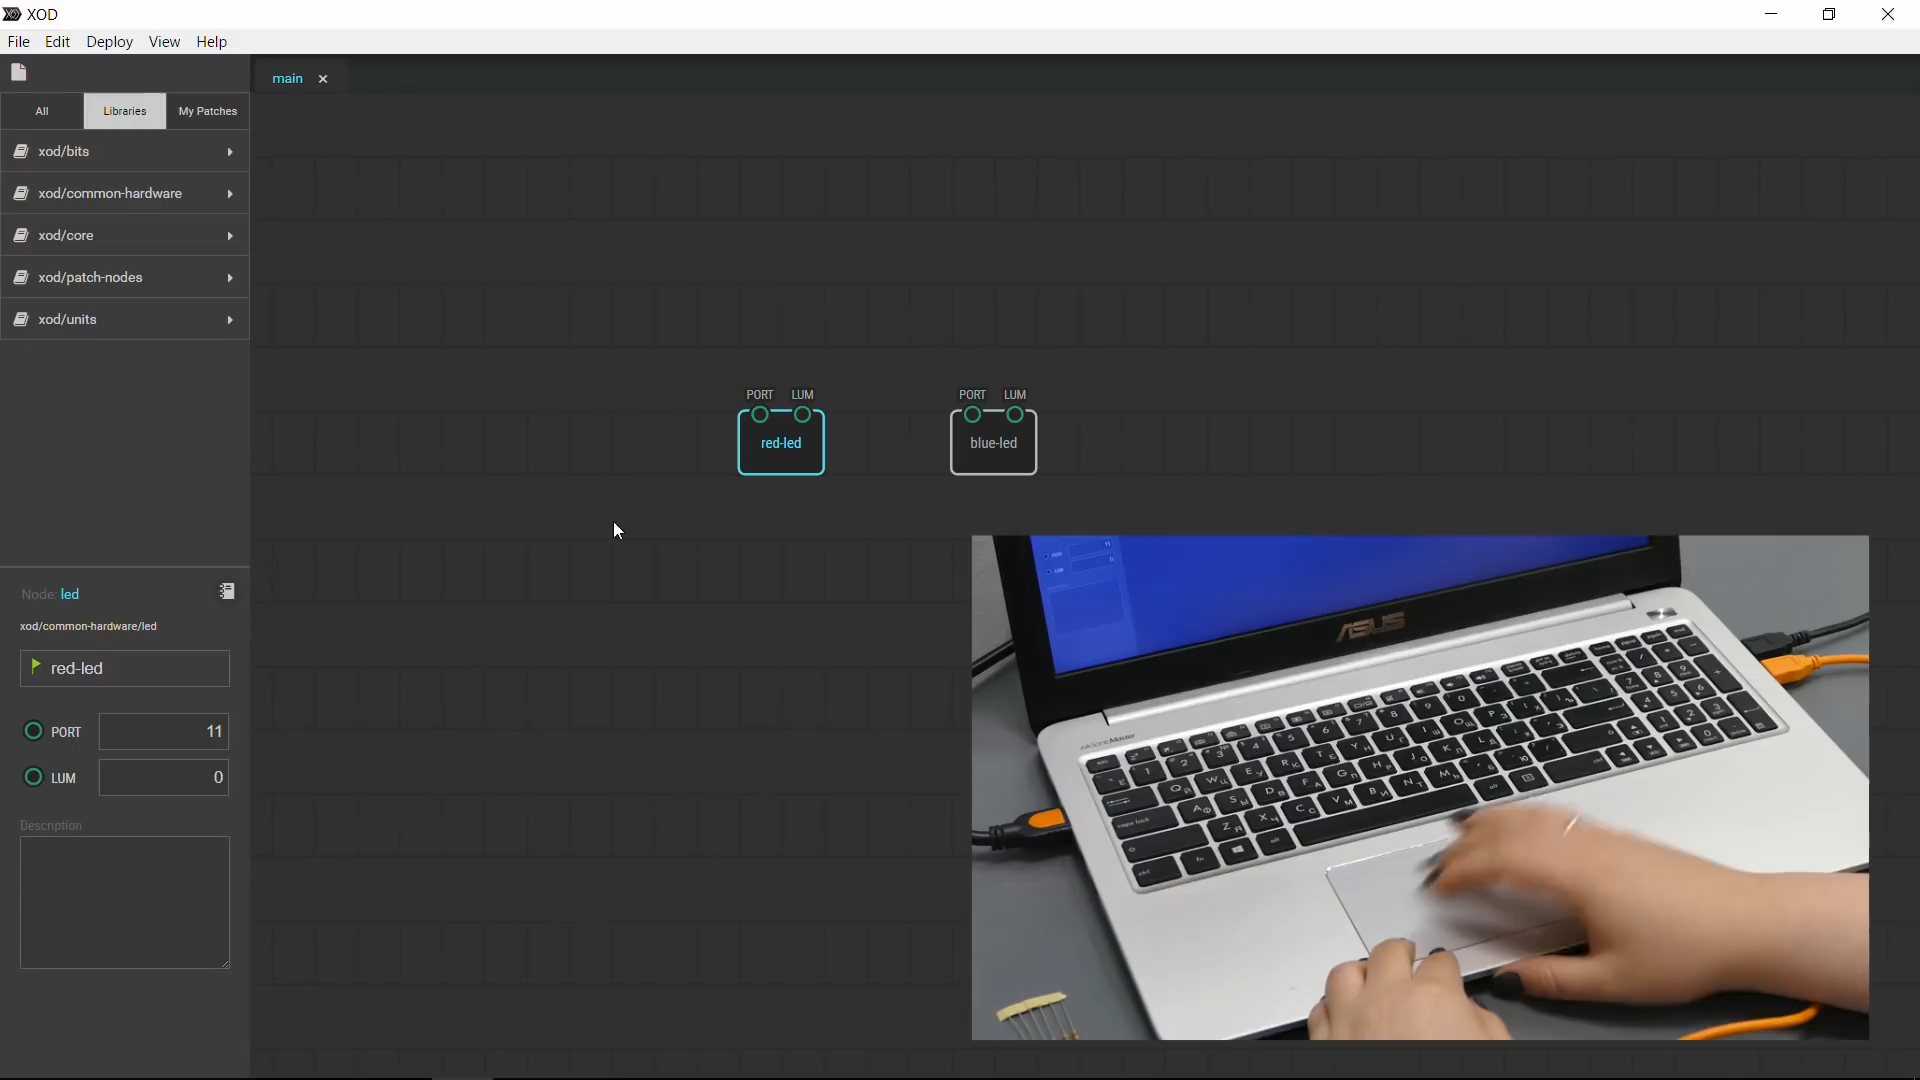 XOD
File Edit Deploy View Help
main
All Libraries My Patches
xod/bits
xod/common-hardware
xod/core
xod/patch-nodes
xod/units
PORT LUM PORT LUM
red-led blue-led
Node: led
xod/common-hardware/led
red-led
PORT 11
LUM 0
Description
ASUS